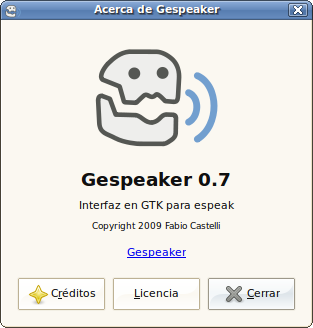 Acerca de Gespeaker
Gespeaker 0.7
Interfaz en GTK para espeak
Copyright 2009 Fabio Castelli
Gespeaker
Créditos
Licencia
Cerrar